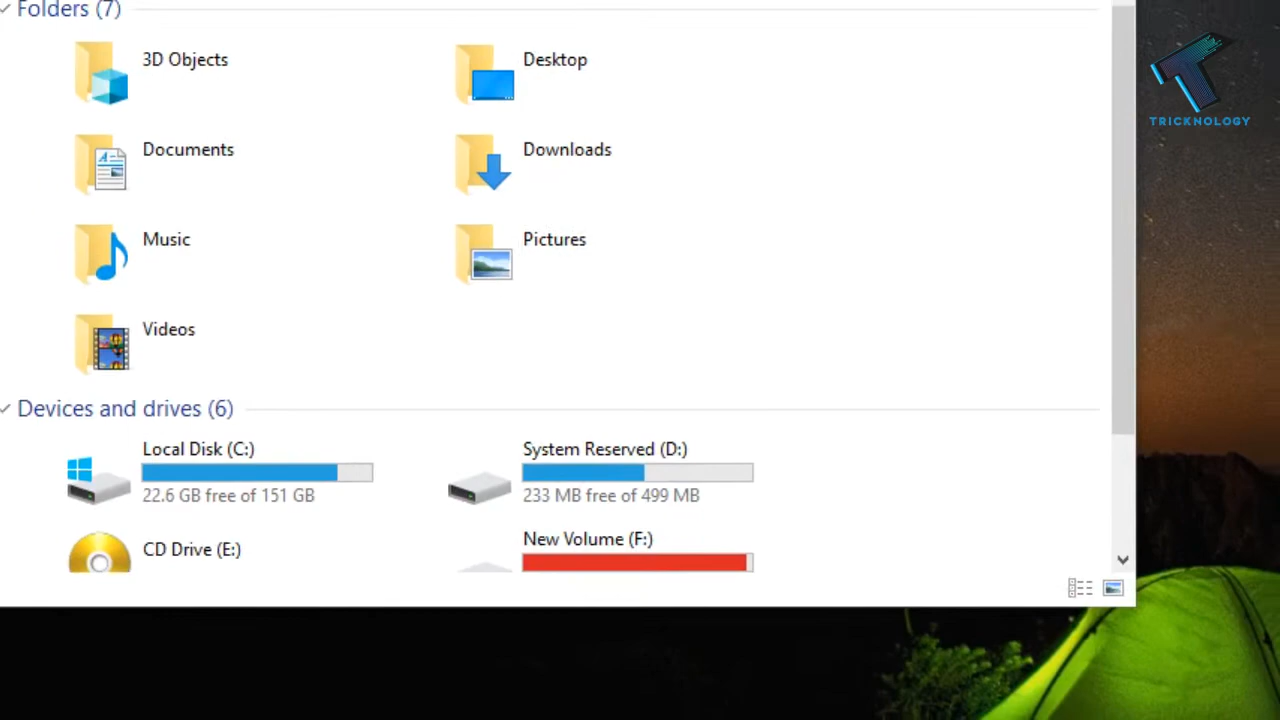 Folders (7)
3D Objects
Desktop
Documents
Downloads
Music
Pictures
Videos
Devices and drives (6)
Local Disk (C:)
22.6 GB free of 151 GB
System Reserved (D:)
233 MB free of 499 MB
CD Drive (E:)
New Volume (F:)
TRICKNOLOGY